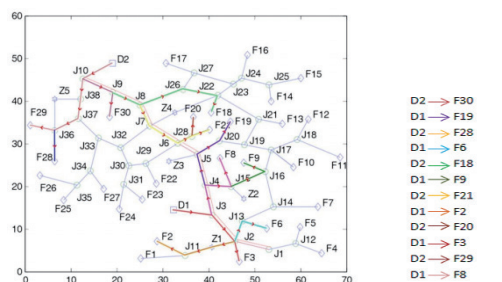 60
50
40
30
20
10
0
0 10 20 30 40 50 60 70
D2
F17
F16
J10
J27
J24
J25
F15
J9
Z5
J38
J8
J26
J22
J23
F14
F29
F30
J37
F20
F18
J21
F13
F12
J36
J7
F19
J33
J32
J6
J28
F21
J20
J18
F28
J5
J19
J17
F11
Z3
F8
F9
J30
J29
F10
F26
J34
J31
F22
J4
J15
J16
J35
F27
F23
Z2
F25
F24
D1
J3
J14
F7
J13
F6
F5
F2
Z1
J2
J12
F1
J11
F3
J1
F4
D2 F30
D1 F19
D2 F28
D1 F6
D2 F18
D1 F9
D2 F21
D1 F2
D2 F20
D1 F3
D2 F29
D1 F8